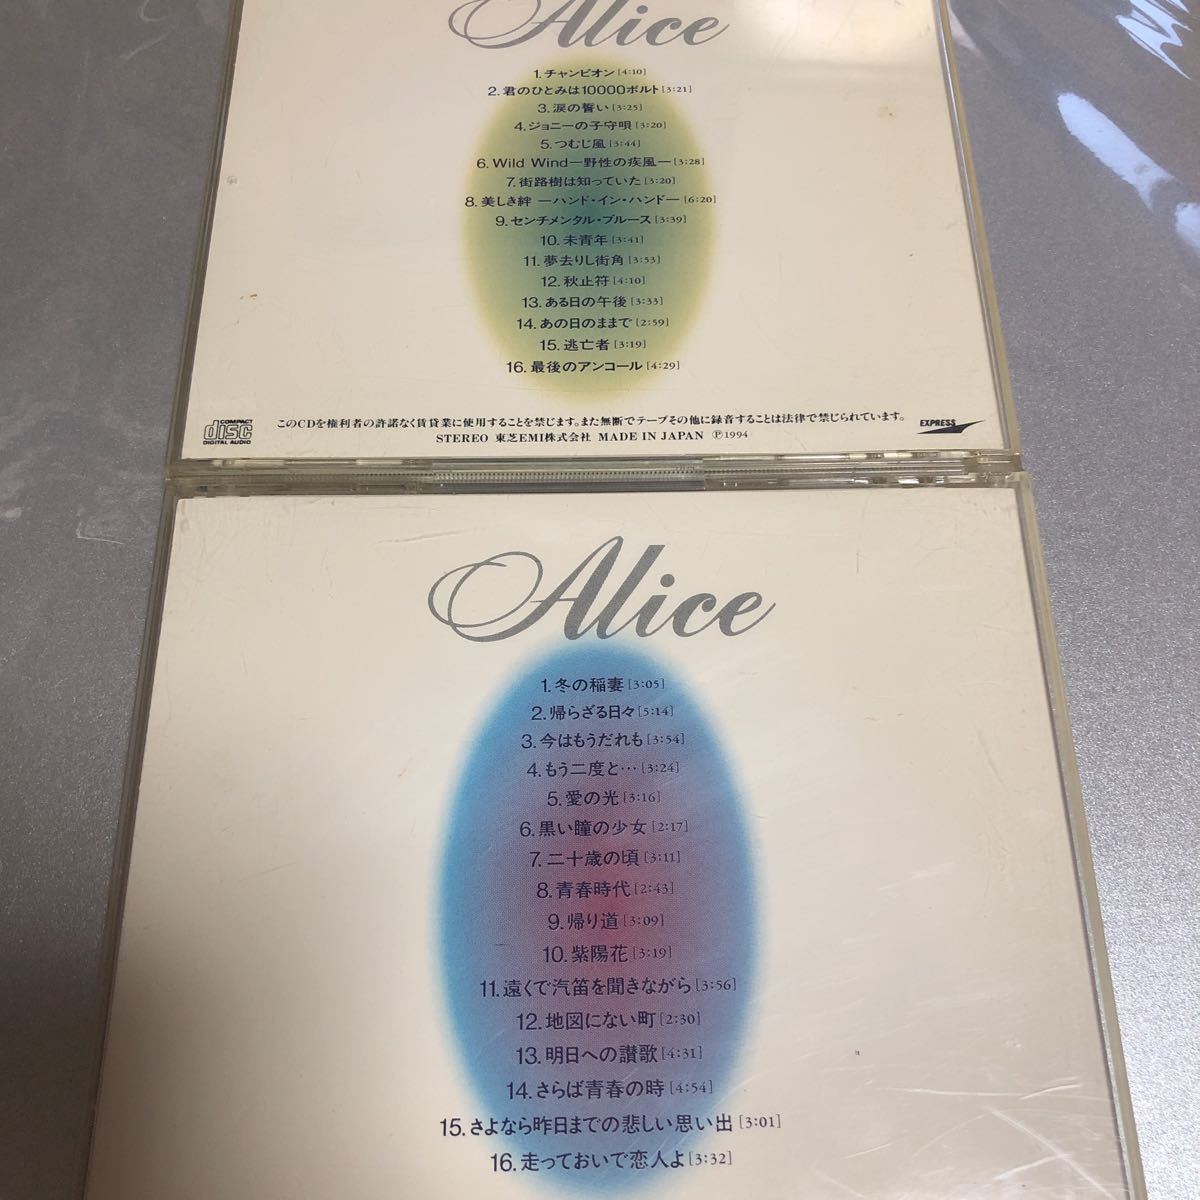 Alice
1. チャンピオン [4:10]
2. 君のひとみは10000ボルト [3:21]
3. 涙の誓い [3:25]
4. ジョニーの子守唄 [3:20]
5. つむじ風 [3:44]
6. Wild Wind ー野性の疾風ー [3:28]
7. 街路樹は知っていた [3:20]
8. 美しき絆 ーハンド・イン・ハンドー [6:20]
9. センチメンタル・ブルース [3:39]
10. 未青年 [3:41]
11. 夢去りし街角 [3:53]
12. 秋止符 [4:10]
13. ある日の午後 [3:33]
14. あの日のままで [2:59]
15. 逃亡者 [3:19]
16. 最後のアンコール [4:29]
COMPACT disc DIGITAL AUDIO
このCDを権利者の許諾なく賃貸業に使用することを禁じます。また無断でテープその他に録音することは法律で禁じられています。
STEREO 東芝EMI株式会社 MADE IN JAPAN Ⓟ1994
EXPRESS
Alice
1. 冬の稲妻 [3:05]
2. 帰らざる日々 [5:14]
3. 今はもうだれも [3:54]
4. もう二度と… [3:24]
5. 愛の光 [3:16]
6. 黒い瞳の少女 [2:17]
7. 二十歳の頃 [3:11]
8. 青春時代 [2:43]
9. 帰り道 [3:09]
10. 紫陽花 [3:19]
11. 遠くで汽笛を聞きながら [3:56]
12. 地図にない町 [2:30]
13. 明日への讃歌 [4:31]
14. さらば青春の時 [4:54]
15. さよなら昨日までの悲しい思い出 [3:01]
16. 走っておいで恋人よ [3:32]